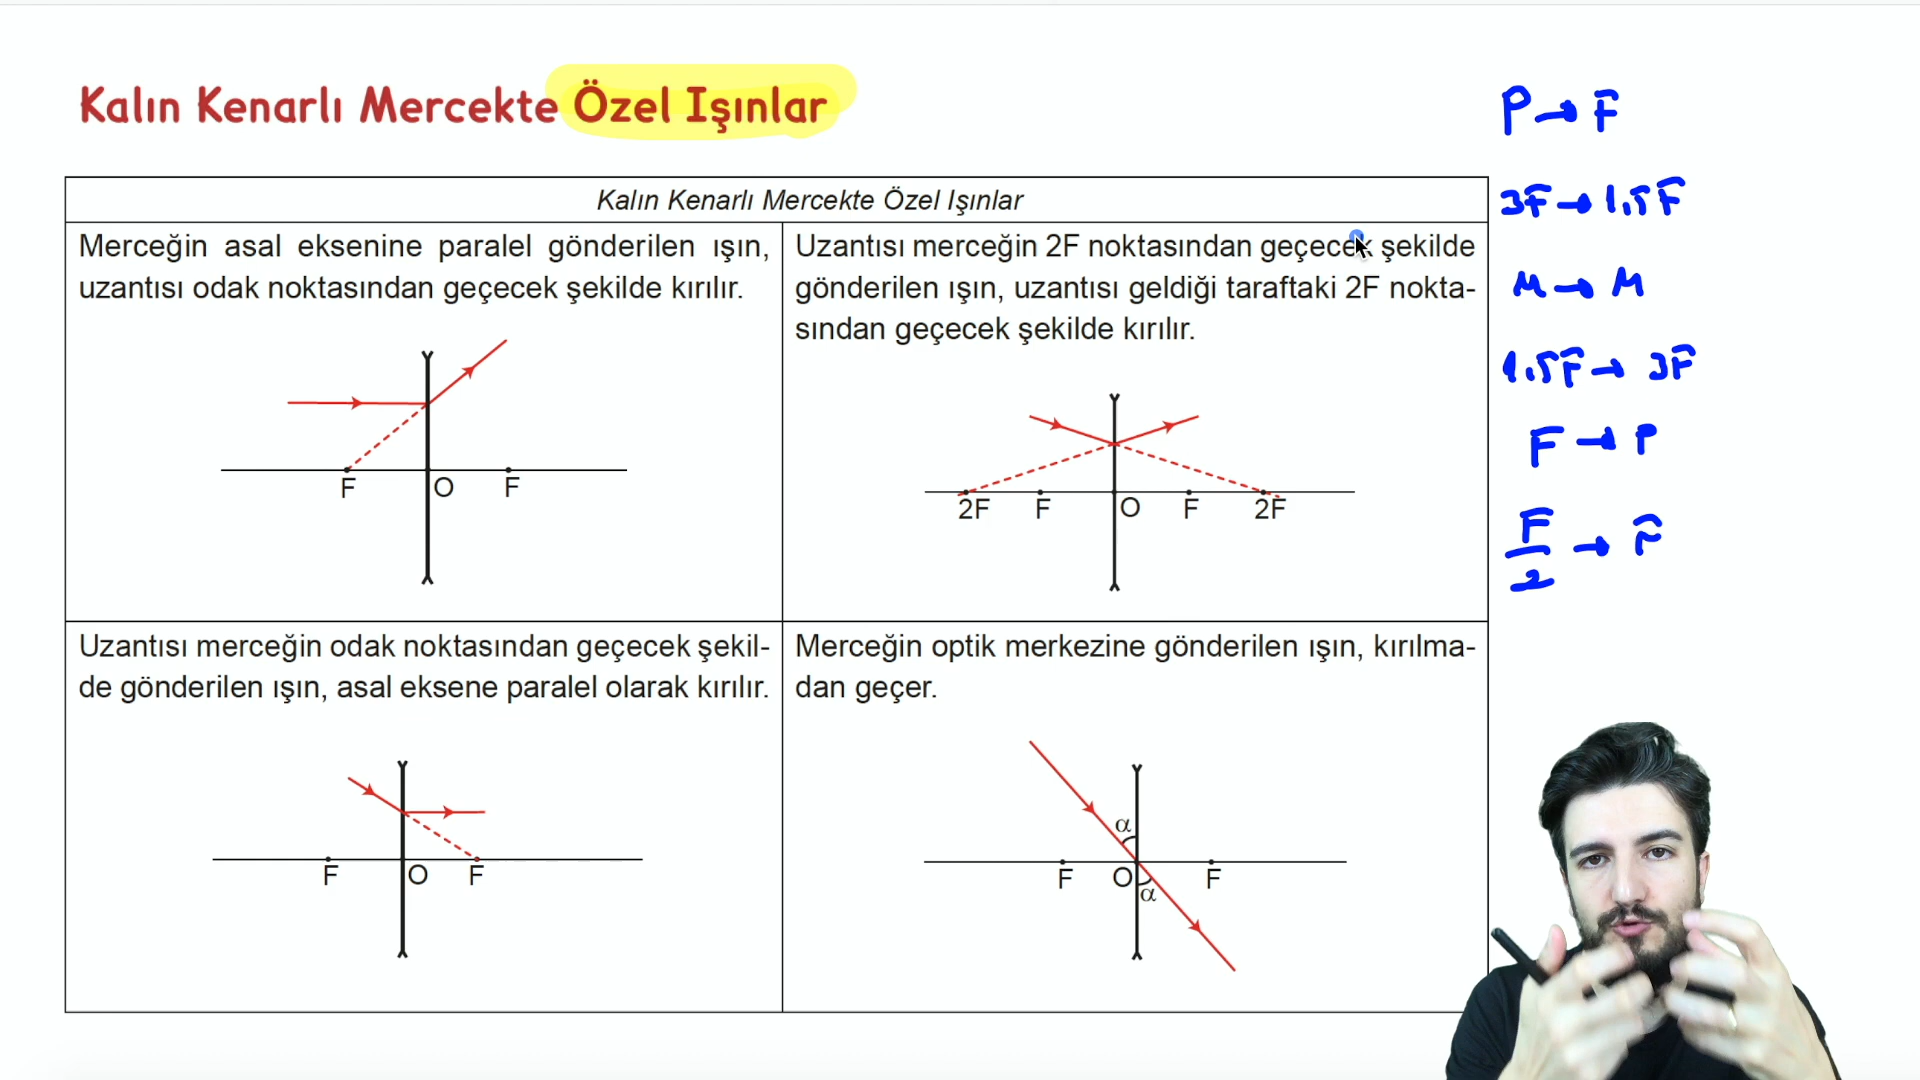 Kalın Kenarlı Mercekte Özel Işınlar
Kalın Kenarlı Mercekte Özel Işınlar
Merceğin asal eksenine paralel gönderilen ışın,
uzantısı odak noktasından geçecek şekilde kırılır.
F O F
Uzantısı merceğin 2F noktasından geçecek şekilde
gönderilen ışın, uzantısı geldiği taraftaki 2F nokta-
sından geçecek şekilde kırılır.
2F F O F 2F
Uzantısı merceğin odak noktasından geçecek şekil-
de gönderilen ışın, asal eksene paralel olarak kırılır.
F O F
Merceğin optik merkezine gönderilen ışın, kırılma-
dan geçer.
α
F O F
α
P → F
3F → 1,5F
M → M
1,5F → 3F
F → P
F/2 → F